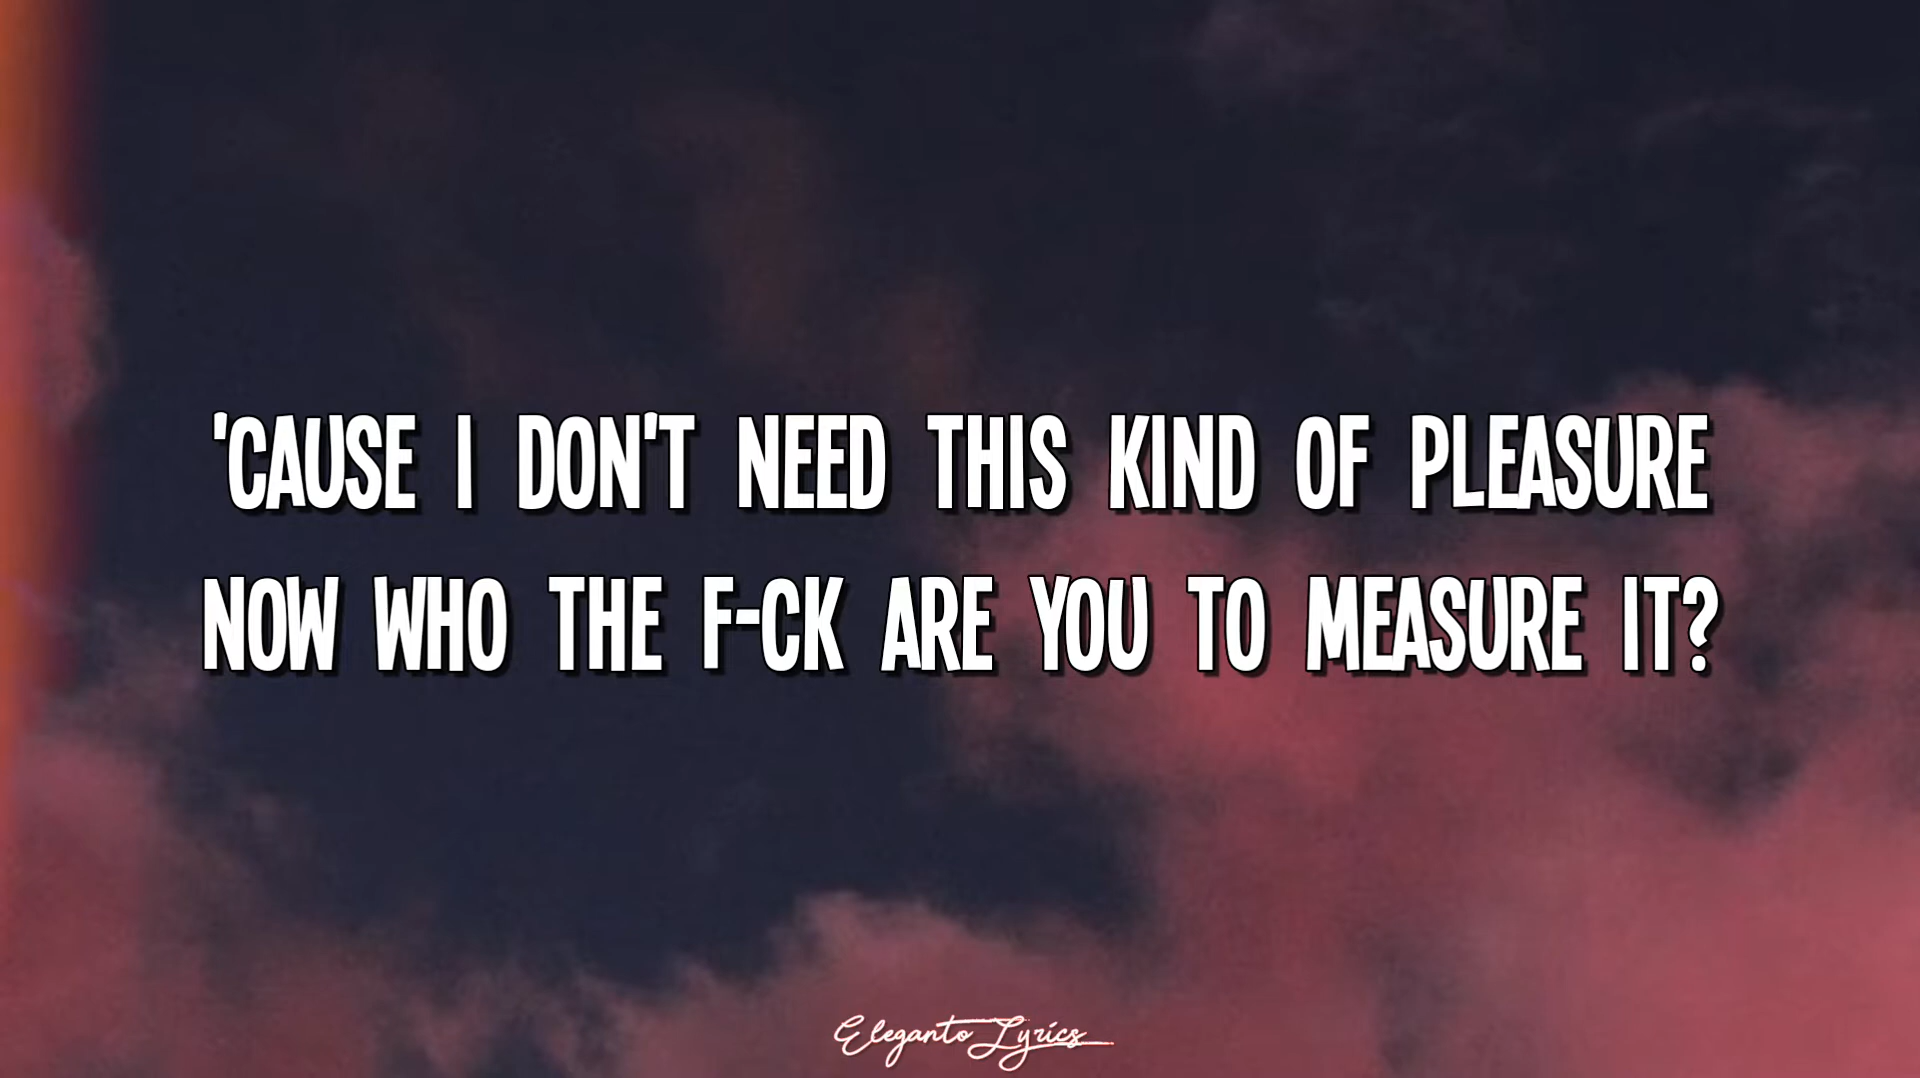 'CAUSE I DON'T NEED THIS KIND OF PLEASURE
NOW WHO THE F-CK ARE YOU TO MEASURE IT?
Eleganto Lyrics